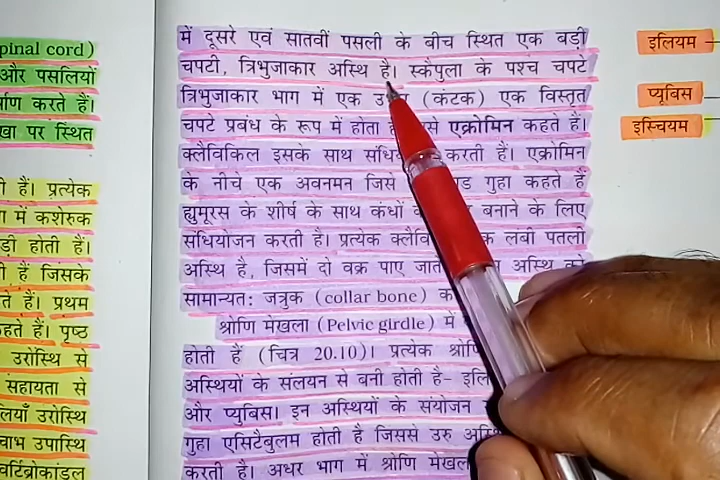 pinal cord)
और पसलियों
र्माण करते हैं।
खा पर स्थित
ी हैं। प्रत्येक
ग में कशेरुक
ड़ी होती हैं।
ी हैं जिसके
ते हैं। प्रथम
कहते हैं। पृष्ठ
उरोस्थि से
सहायता से
लियाँ उरोस्थि
चाभ उपास्थि
वर्टिब्रोकांड्रल
में दूसरे एवं सातवीं पसली के बीच स्थित एक बड़ी
चपटी, त्रिभुजाकार अस्थि है। स्कैपुला के पश्च चपटे
त्रिभुजाकार भाग में एक (कंटक) एक विस्तृत
चपटे प्रबंध के रूप में होता है से एक्रोमिन कहते हैं।
क्लैविकिल इसके साथ संधि करती हैं। एक्रोमिन
के नीचे एक अवनमन जिसे गुहा कहते हैं
ह्युमूरस के शीर्ष के साथ कंधों बनाने के लिए
संधियोजन करती है। प्रत्येक क्लैवि क लंबी पतली
अस्थि है, जिसमें दो वक्र पाए जात अस्थि को
सामान्यत: जत्रुक (collar bone) क
श्रोणि मेखला (Pelvic girdle) में
होती हैं (चित्र 20.10)। प्रत्येक श्रोणि
अस्थियों के संलयन से बनी होती है- इलि
और प्युबिस। इन अस्थियों के संयोजन
गुहा एसिटैबुलम होती है जिससे उरु
करती है। अधर भाग में श्रोणि मेखल
इलियम
प्यूबिस
इस्चियम